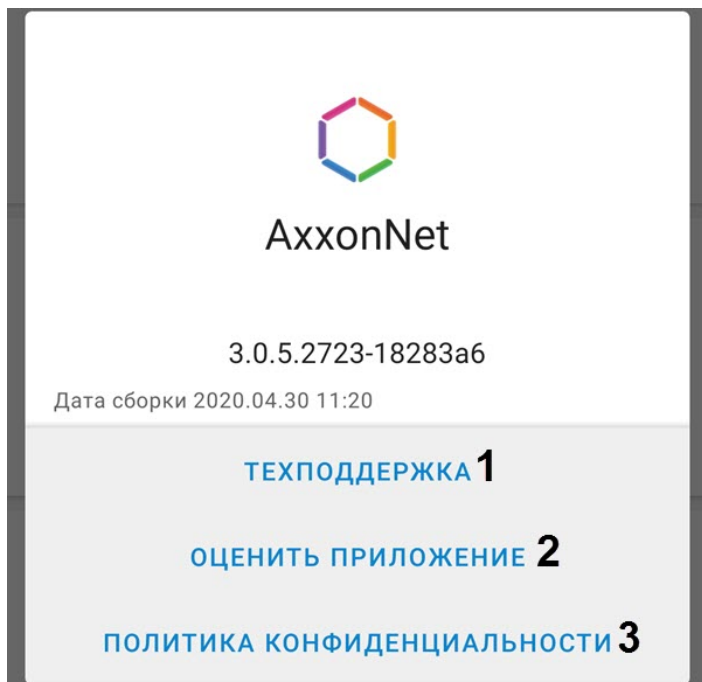 AxxonNet
3.0.5.2723-18283a6
Дата сборки 2020.04.30 11:20
ТЕХПОДДЕРЖКА 1
ОЦЕНИТЬ ПРИЛОЖЕНИЕ 2
ПОЛИТИКА КОНФИДЕНЦИАЛЬНОСТИ 3